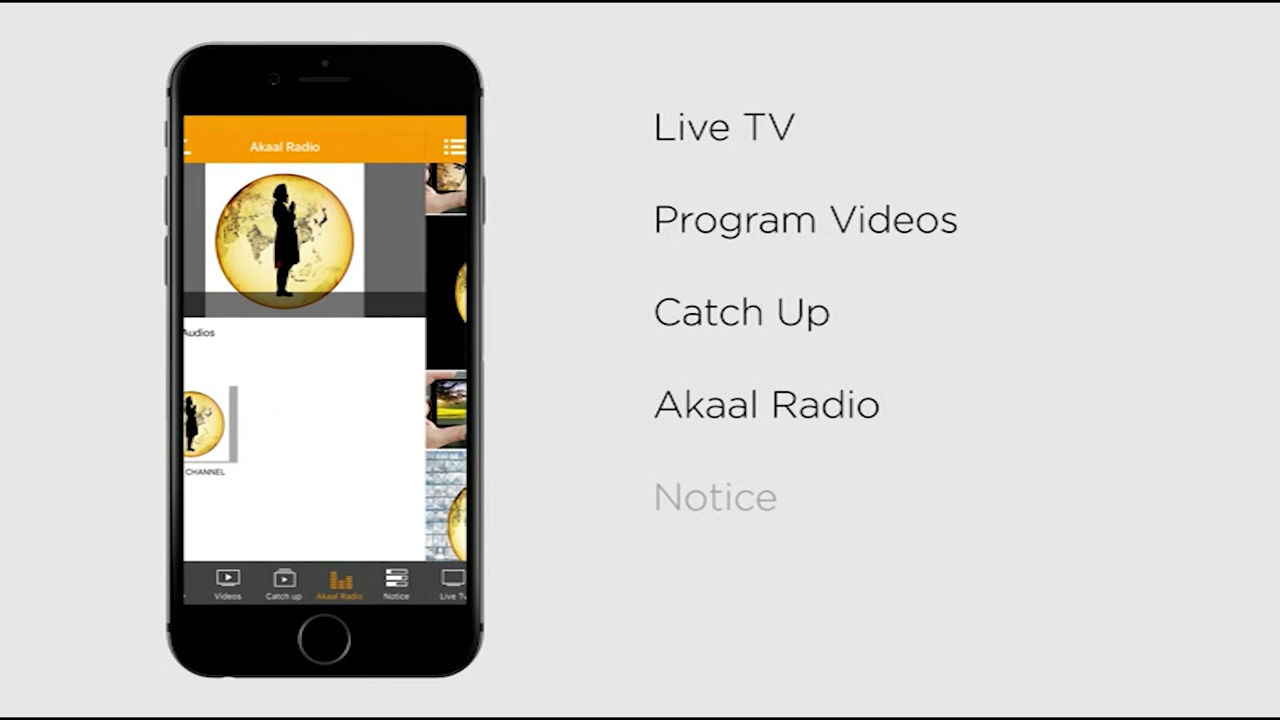 Akaal Radio
Audios
CHANNEL
Videos
Catch up
Akaal Radio
Notice
Live TV
Live TV
Program Videos
Catch Up
Akaal Radio
Notice